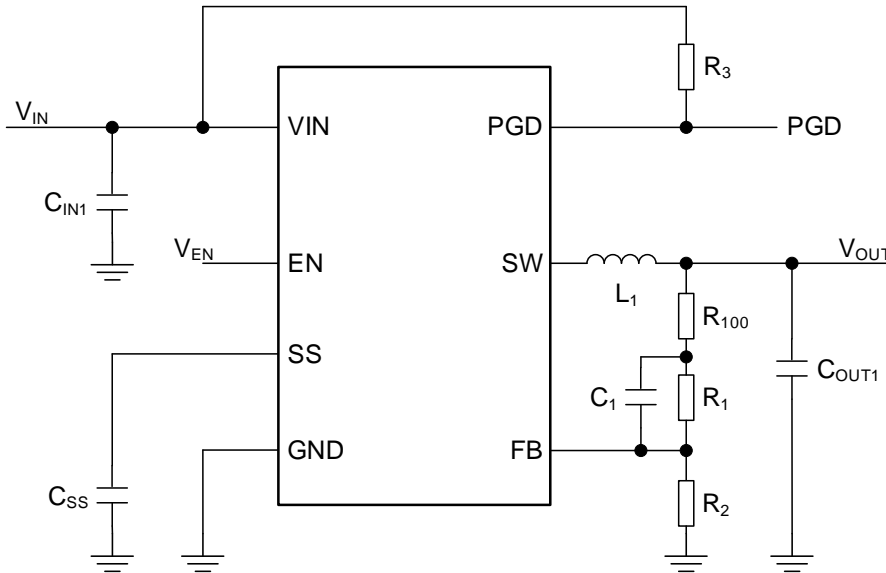 R3
VIN
VIN
PGD
PGD
CIN1
VEN
EN
SW
VOUT
L1
R100
SS
C1
R1
COUT1
GND
FB
CSS
R2